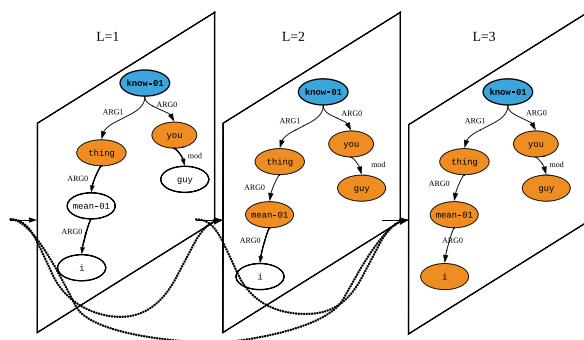 L=1
L=2
L=3
know-01
know-01
know-01
ARG1
ARG0
ARG1
ARG0
ARG1
ARG0
you
you
you
thing
mod
thing
mod
thing
mod
guy
guy
guy
ARG0
ARG0
ARG0
mean-01
mean-01
mean-01
ARG0
ARG0
ARG0
i
i
i